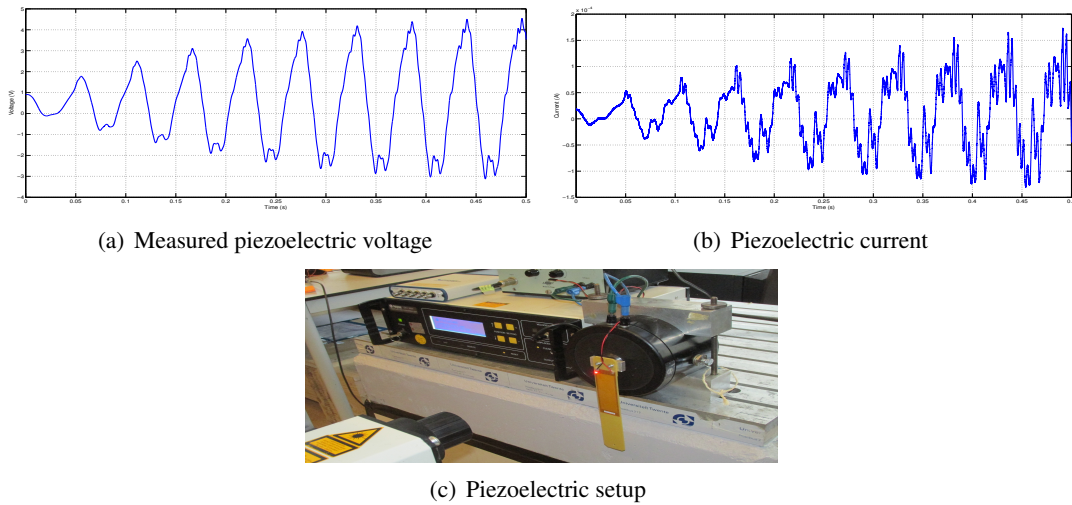 5
4
3
2
1
0
−1
−2
−3
−4
Voltage (V)
0 0.05 0.1 0.15 0.2 0.25 0.3 0.35 0.4 0.45 0.5
Time (s)
x 10⁻⁴
2
1.5
1
0.5
0
−0.5
−1
−1.5
Current (A)
0 0.05 0.1 0.15 0.2 0.25 0.3 0.35 0.4 0.45 0.5
Time (s)
(a) Measured piezoelectric voltage
(b) Piezoelectric current
(c) Piezoelectric setup